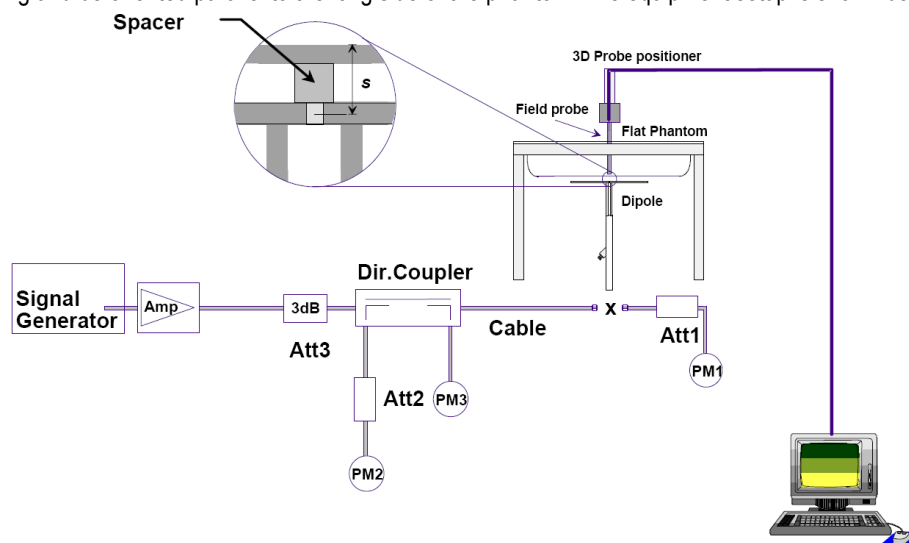 Spacer
s
3D Probe positioner
Field probe
Flat Phantom
Dipole
Signal
Generator
Amp
3dB
Att3
Dir.Coupler
Cable
X
Att1
PM1
Att2
PM3
PM2